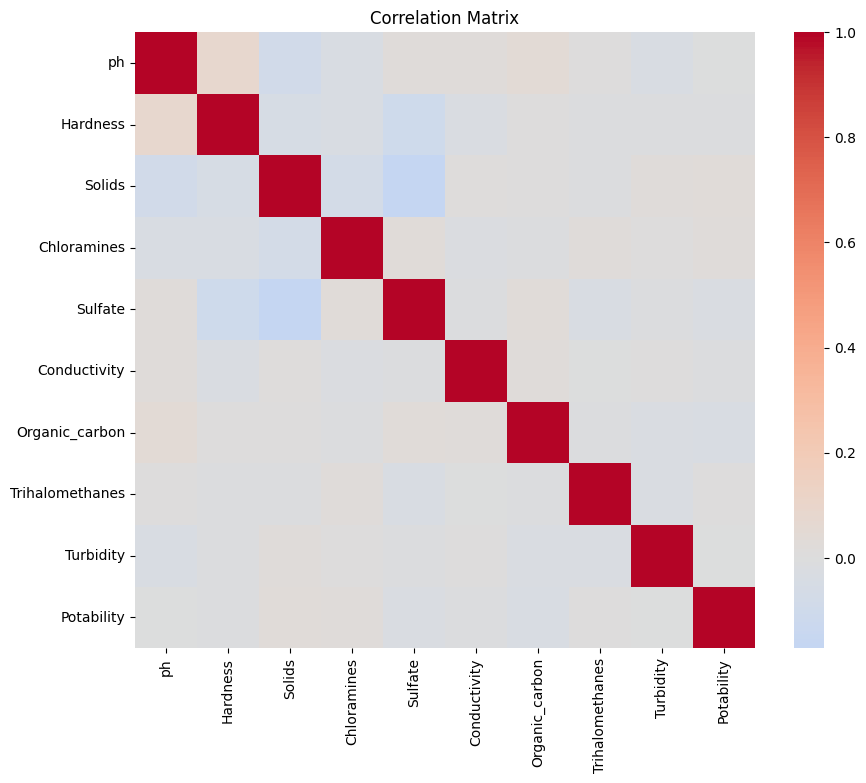 Correlation Matrix
ph
Hardness
Solids
Chloramines
Sulfate
Conductivity
Organic_carbon
Trihalomethanes
Turbidity
Potability
ph
Hardness
Solids
Chloramines
Sulfate
Conductivity
Organic_carbon
Trihalomethanes
Turbidity
Potability
1.0
0.8
0.6
0.4
0.2
0.0